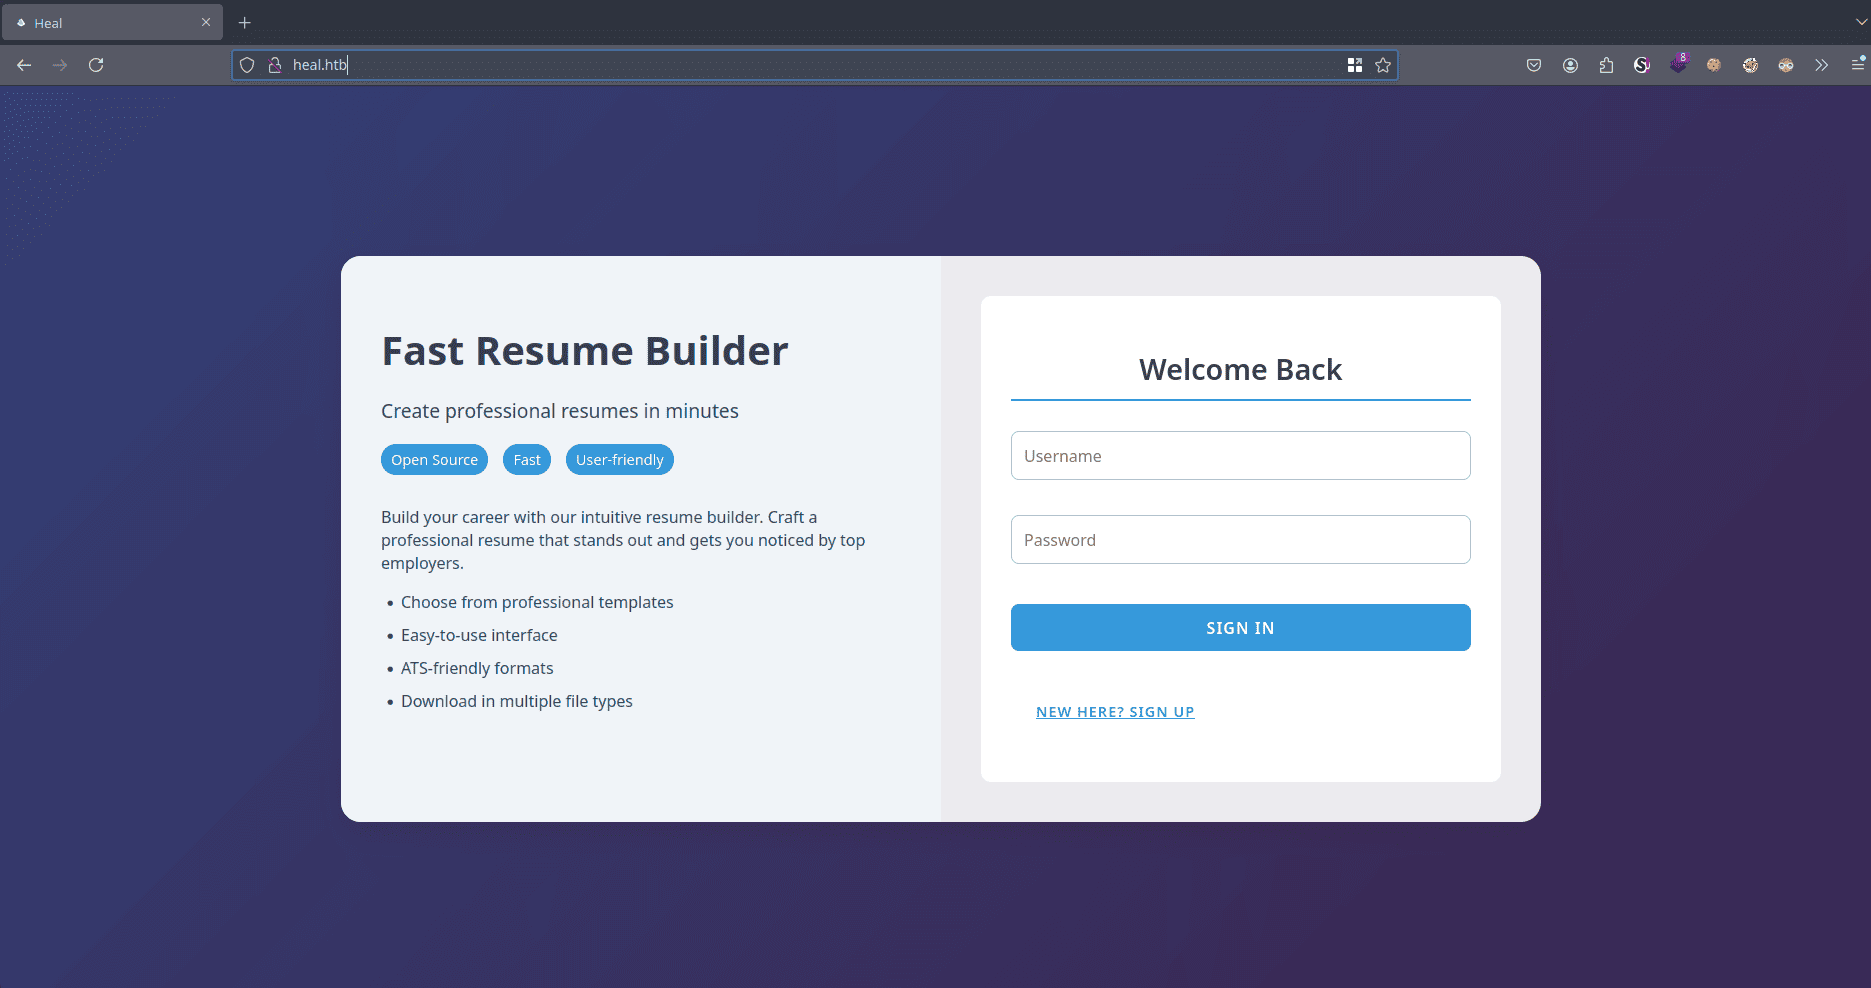 Heal
heal.htb
8
Fast Resume Builder
Create professional resumes in minutes
Open Source Fast User-friendly
Build your career with our intuitive resume builder. Craft a
professional resume that stands out and gets you noticed by top
employers.
• Choose from professional templates
• Easy-to-use interface
• ATS-friendly formats
• Download in multiple file types
Welcome Back
Username
Password
SIGN IN
NEW HERE? SIGN UP